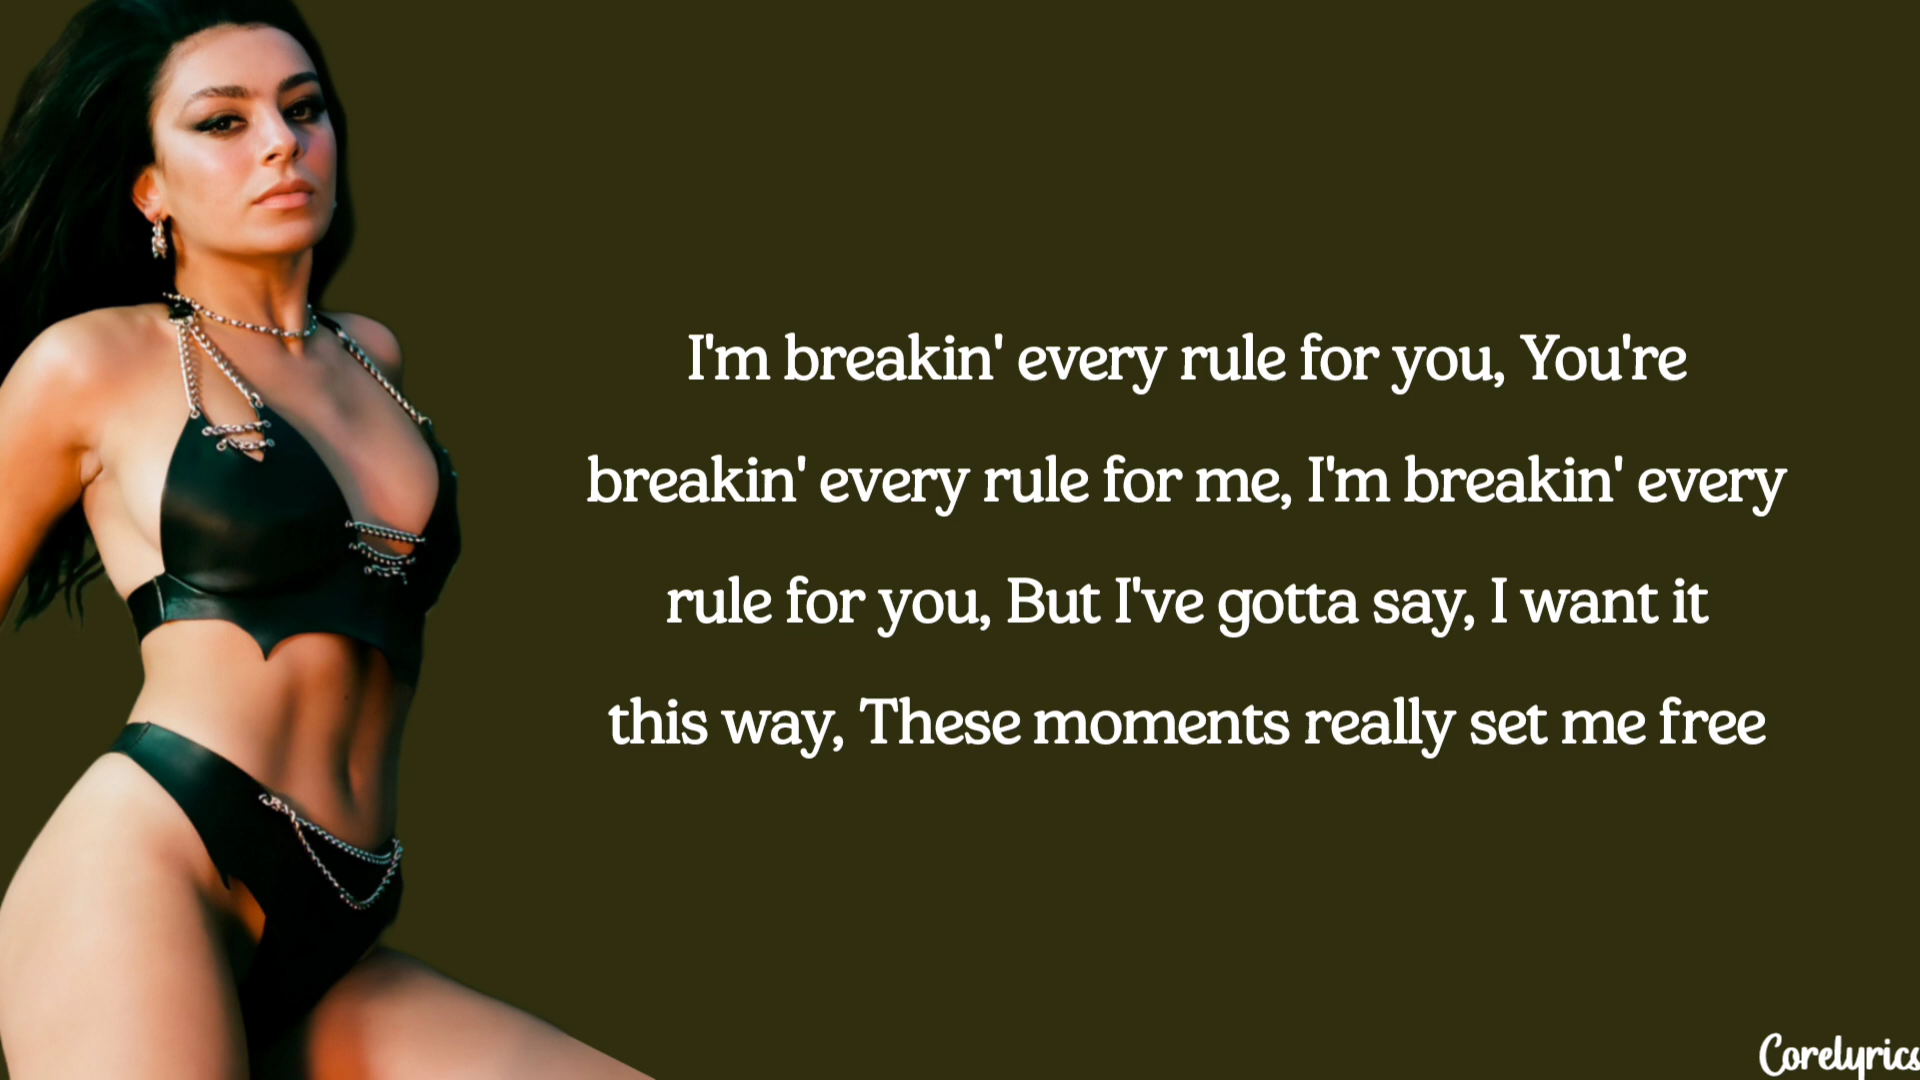 I'm breakin' every rule for you, You're
breakin' every rule for me, I'm breakin' every
rule for you, But I've gotta say, I want it
this way, These moments really set me free
Corelyrics